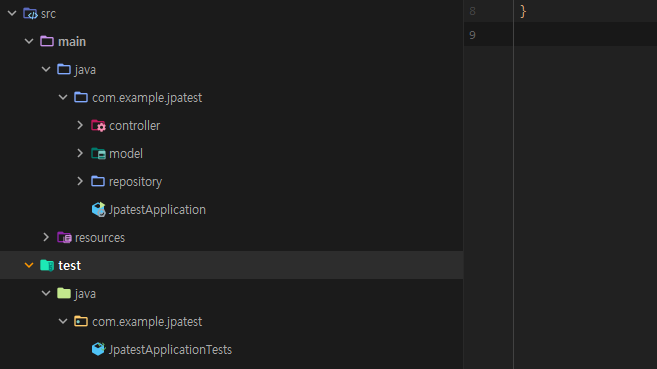 src
main
java
com.example.jpatest
controller
model
repository
JpatestApplication
resources
test
java
com.example.jpatest
JpatestApplicationTests
8 }
9